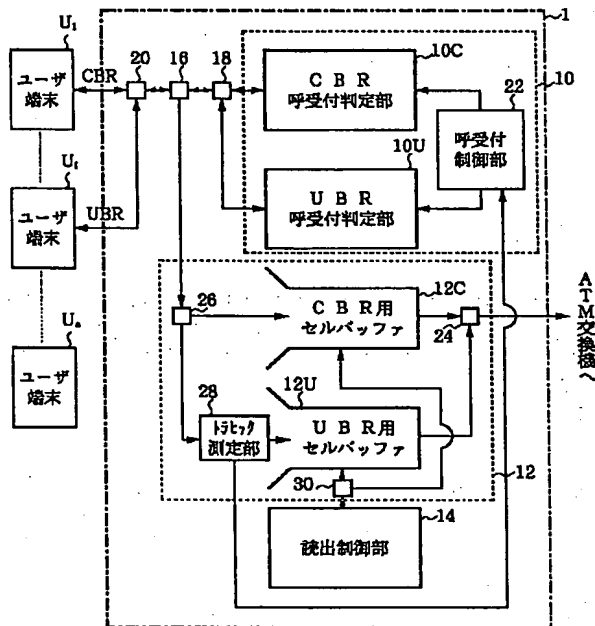 1
U₁
ユーザ
端末
CBR
20
16
18
10C
CBR
呼受付判定部
10
22
呼受付
制御部
10U
UBR
呼受付判定部
Uᵢ
ユーザ
端末
UBR
Uₙ
ユーザ
端末
26
12C
CBR用
セルバッファ
24
ATM交換機へ
28
トラヒック
測定部
12U
UBR用
セルバッファ
30
12
14
読出制御部